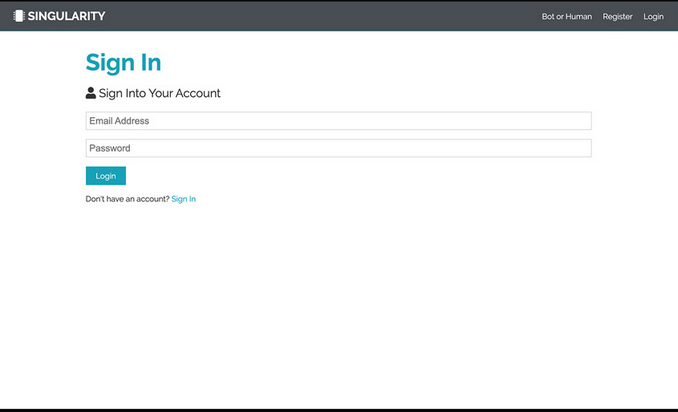 SINGULARITY
Bot or Human Register Login
Sign In
Sign Into Your Account
Email Address
Password
Login
Don't have an account? Sign In